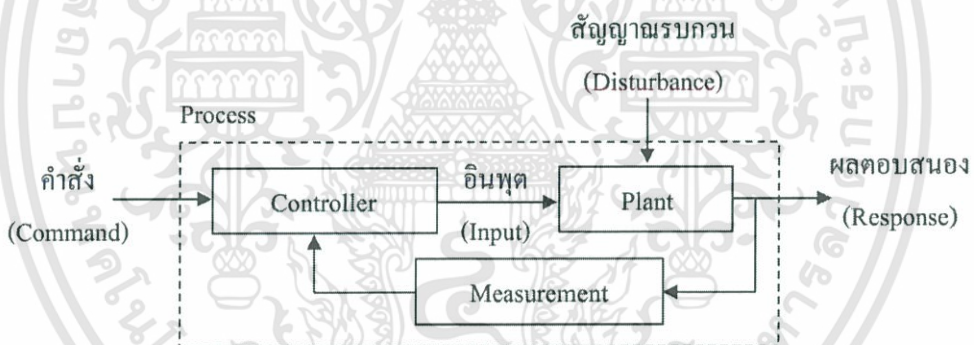 สัญญาณรบกวน
(Disturbance)
Process
คำสั่ง
(Command)
Controller
อินพุต
(Input)
Plant
ผลตอบสนอง
(Response)
Measurement